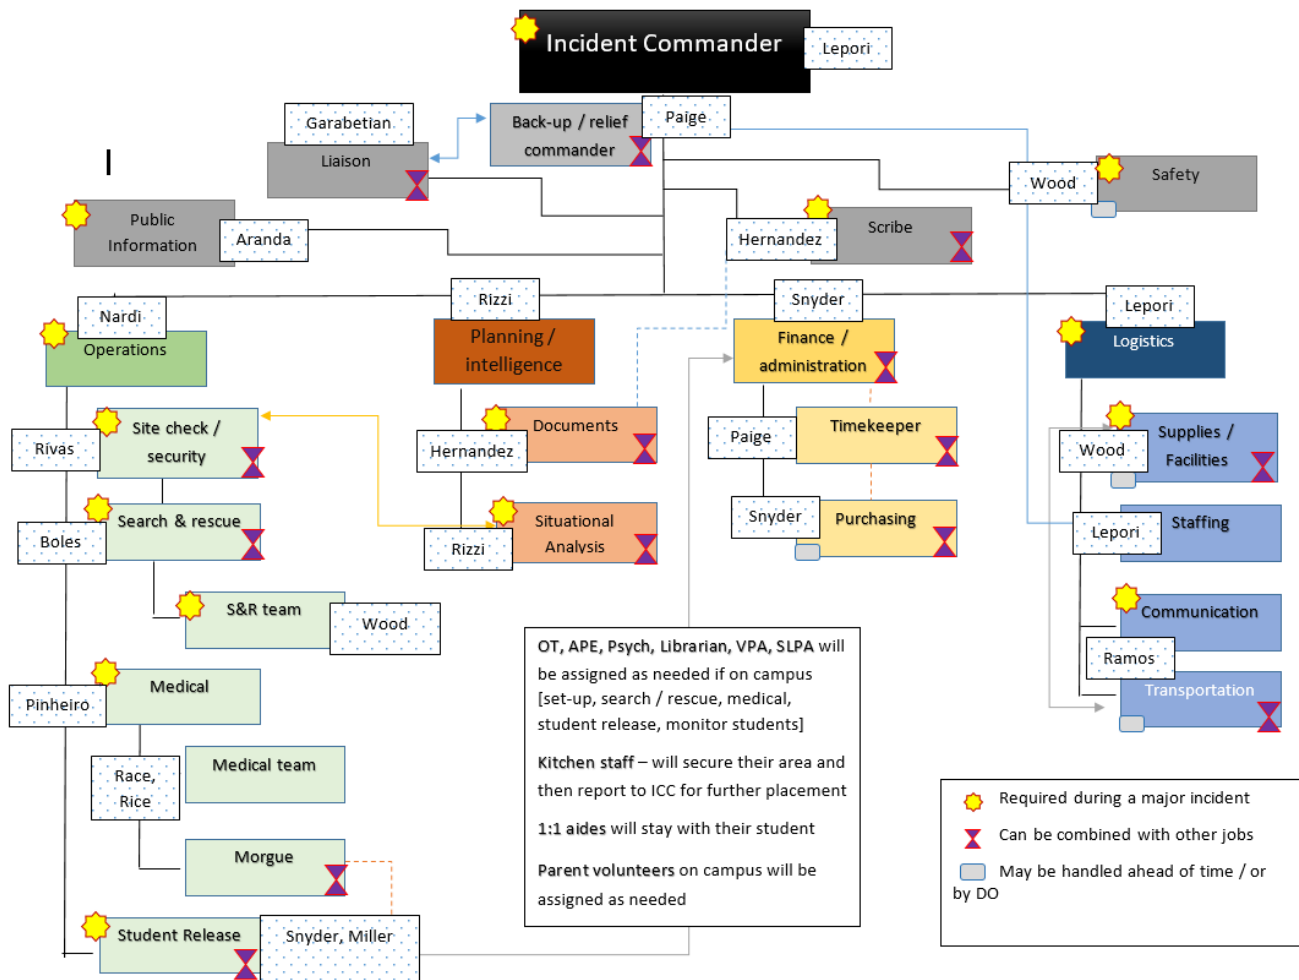 Incident Commander
Lepori
Garabetian
Liaison
Back-up / relief
commander
Paige
Wood
Safety
Public
Information
Aranda
Hernandez
Scribe
Nardi
Operations
Rizzi
Planning /
intelligence
Snyder
Finance /
administration
Lepori
Logistics
Rivas
Site check /
security
Boles
Search & rescue
S&R team
Wood
Pinheiro
Medical
Race,
Rice
Medical team
Morgue
Student Release
Snyder, Miller
Hernandez
Documents
Rizzi
Situational
Analysis
Paige
Timekeeper
Snyder
Purchasing
Wood
Supplies /
Facilities
Lepori
Staffing
Communication
Ramos
Transportation
OT, APE, Psych, Librarian, VPA, SLPA will
be assigned as needed if on campus
[set-up, search / rescue, medical,
student release, monitor students]
Kitchen staff – will secure their area and
then report to ICC for further placement
1:1 aides will stay with their student
Parent volunteers on campus will be
assigned as needed
Required during a major incident
Can be combined with other jobs
May be handled ahead of time / or
by DO